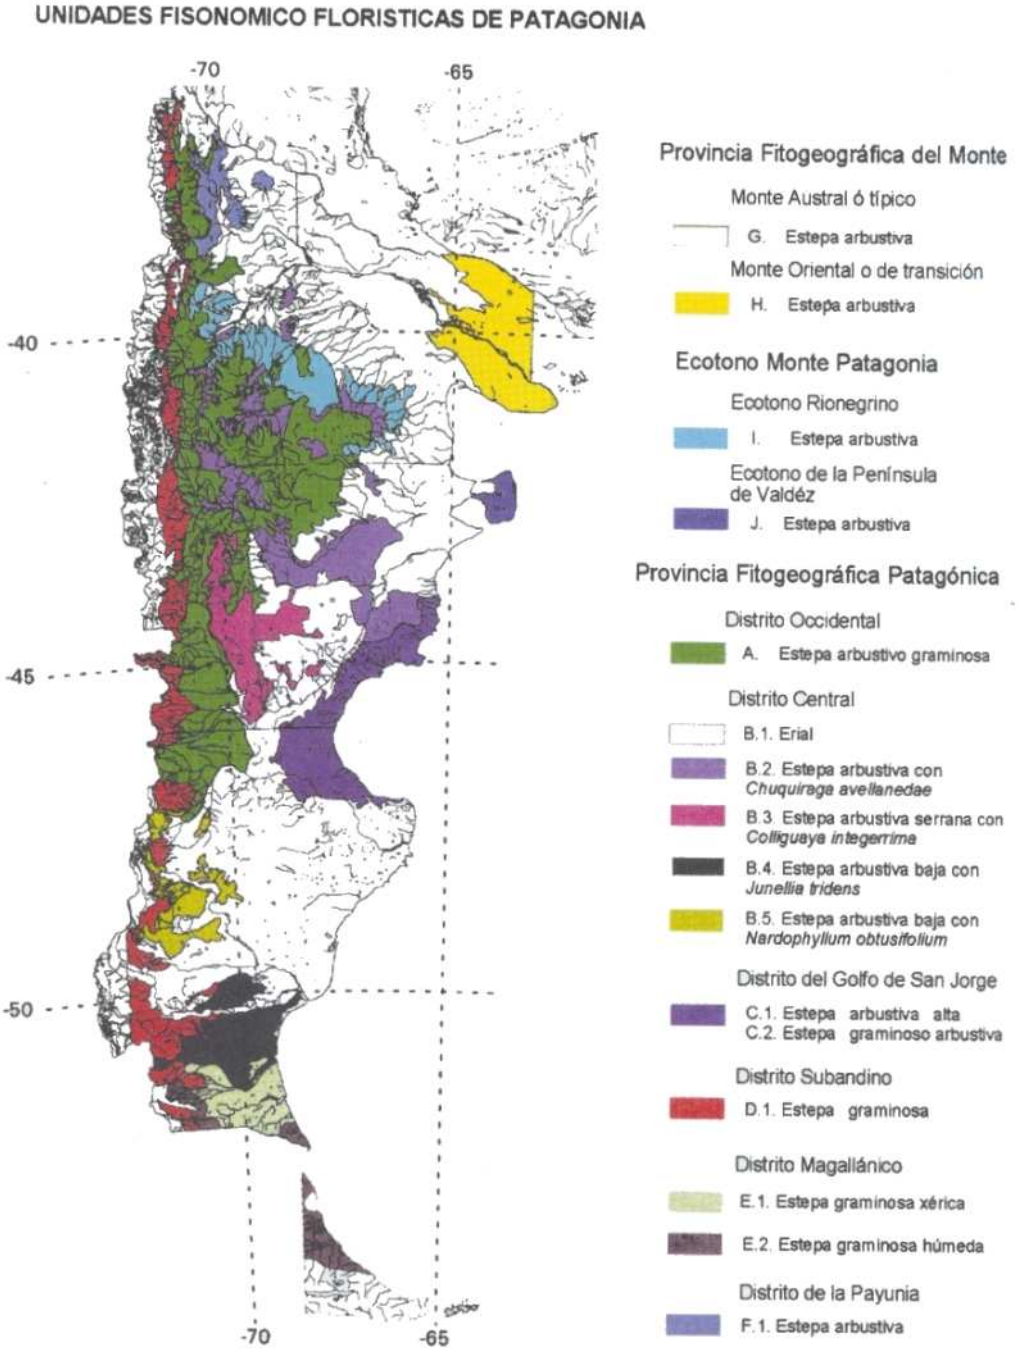 UNIDADES FISONOMICO FLORISTICAS DE PATAGONIA
-70
-65
-40
-45
-50
-70
-65
Provincia Fitogeográfica del Monte
Monte Austral ó típico
G. Estepa arbustiva
Monte Oriental o de transición
H. Estepa arbustiva
Ecotono Monte Patagonia
Ecotono Rionegrino
I. Estepa arbustiva
Ecotono de la Península
de Valdéz
J. Estepa arbustiva
Provincia Fitogeográfica Patagónica
Distrito Occidental
A. Estepa arbustivo graminosa
Distrito Central
B.1. Erial
B.2. Estepa arbustiva con
Chuquiraga avellanedae
B.3. Estepa arbustiva serrana con
Colliguaya integerrima
B.4. Estepa arbustiva baja con
Junellia tridens
B.5. Estepa arbustiva baja con
Nardophyllum obtusifolium
Distrito del Golfo de San Jorge
C.1. Estepa arbustiva alta
C.2. Estepa graminoso arbustiva
Distrito Subandino
D.1. Estepa graminosa
Distrito Magallánico
E.1. Estepa graminosa xérica
E.2. Estepa graminosa húmeda
Distrito de la Payunia
F.1. Estepa arbustiva